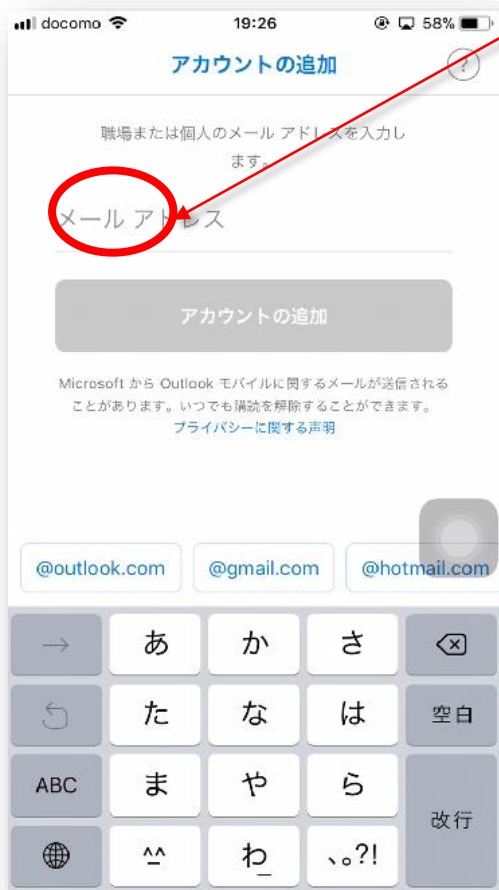 docomo 19:26 58%
アカウントの追加 ?
職場または個人のメール アドレスを入力し
ます。
メール アドレス
アカウントの追加
Microsoft から Outlook モバイルに関するメールが送信される
ことがあります。いつでも購読を解除することができます。
プライバシーに関する声明
@outlook.com @gmail.com @hotmail.com
→ あ か さ
た な は 空白
ABC ま や ら
改行
^^ わ_ 、。?!